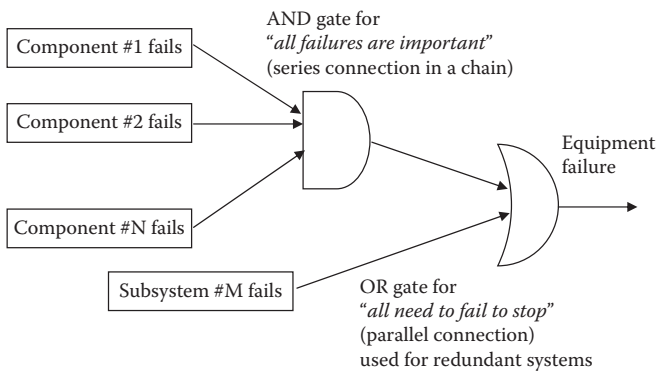 AND gate for
“all failures are important”
(series connection in a chain)
Component #1 fails
Component #2 fails
Component #N fails
Subsystem #M fails
Equipment
failure
OR gate for
“all need to fail to stop”
(parallel connection)
used for redundant systems